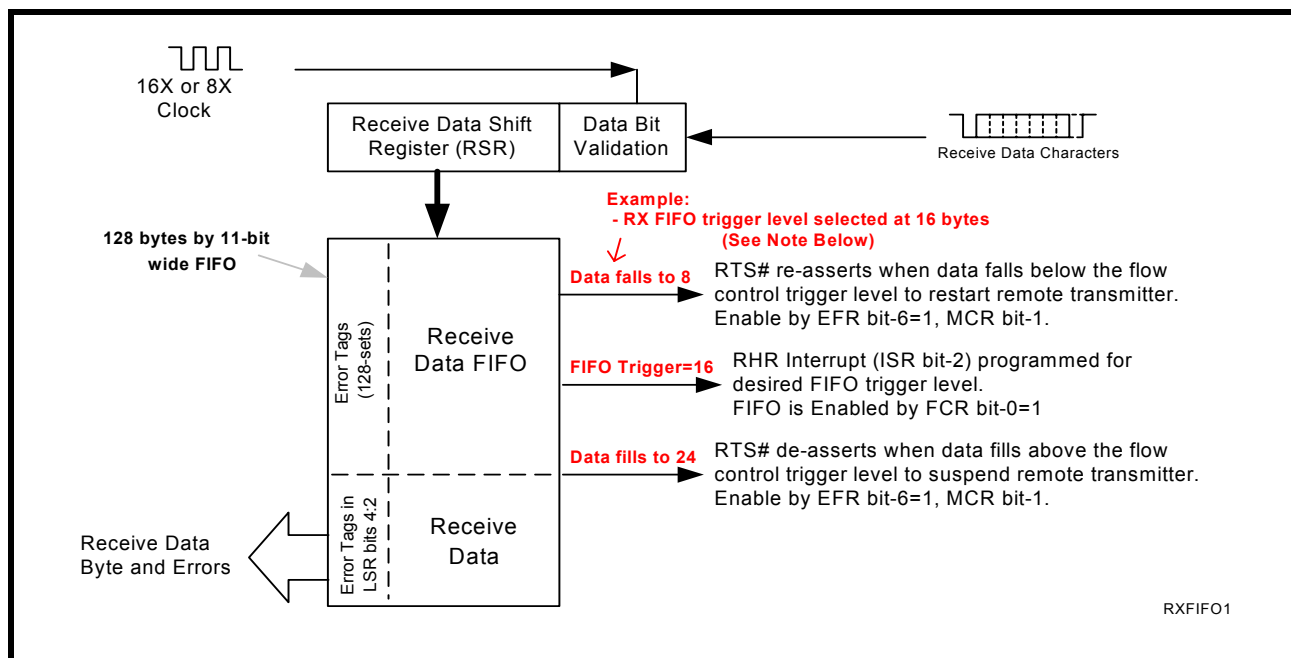 16X or 8X
Clock
Receive Data Shift
Register (RSR)
Data Bit
Validation
Receive Data Characters
Example:
- RX FIFO trigger level selected at 16 bytes
(See Note Below)
128 bytes by 11-bit
wide FIFO
Error Tags
(128-sets)
Receive
Data FIFO
Data falls to 8
RTS# re-asserts when data falls below the flow
control trigger level to restart remote transmitter.
Enable by EFR bit-6=1, MCR bit-1.
FIFO Trigger=16
RHR Interrupt (ISR bit-2) programmed for
desired FIFO trigger level.
FIFO is Enabled by FCR bit-0=1
Data fills to 24
RTS# de-asserts when data fills above the flow
control trigger level to suspend remote transmitter.
Enable by EFR bit-6=1, MCR bit-1.
Error Tags in
LSR bits 4:2
Receive
Data
Receive Data
Byte and Errors
RXFIFO1